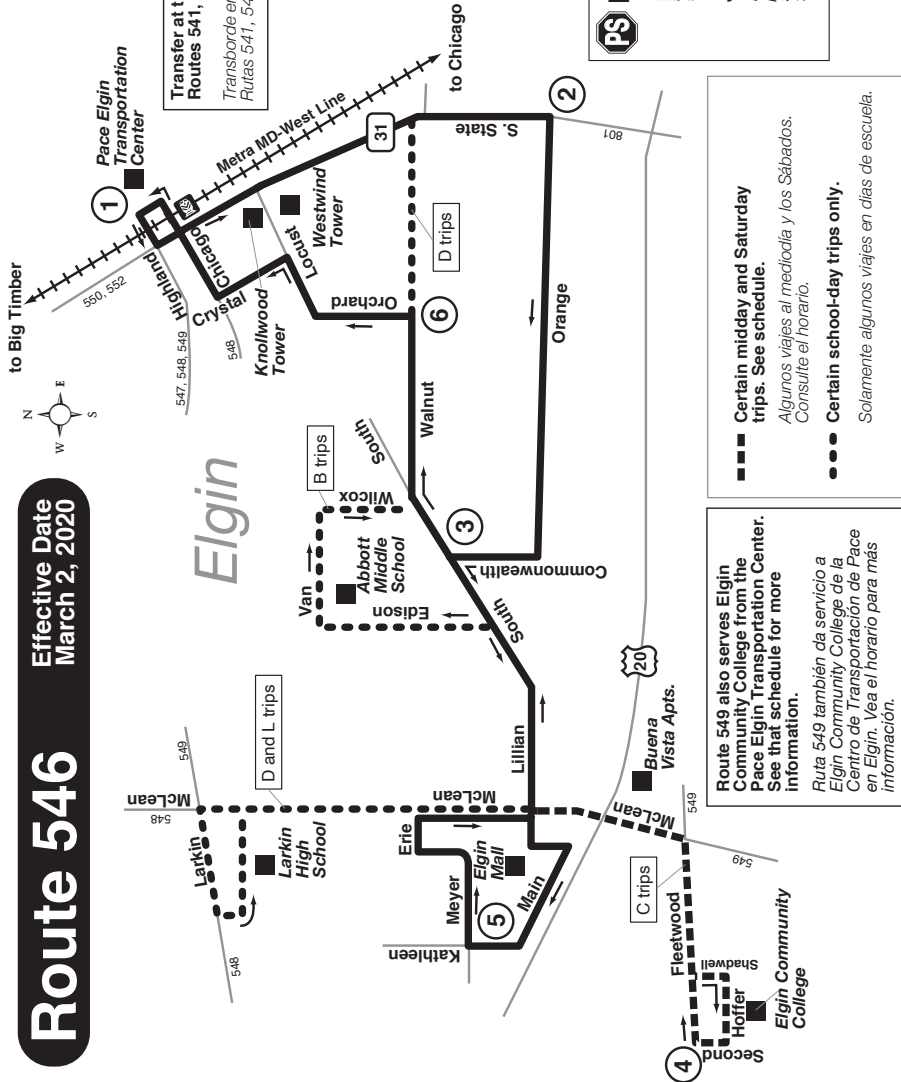 Route 546
Effective Date
March 2, 2020
N
W
E
S
to Big Timber
550, 552
Pace Elgin
Transportation
Center
1
Transfer at t
Routes 541,
Transborde en
Rutas 541, 54
Metra MD-West Line
to Chicago
Highland
Chicago
547, 548, 549
548
Crystal
Knollwood
Tower
Locust
Westwind
Tower
31
S. State
2
801
Elgin
Orchard
D trips
6
Walnut
South
Orange
B trips
Wilcox
Van
Abbott
Middle
School
Edison
3
Commonwealth
South
549
McLean
548
D and L trips
Larkin
548
Larkin
High
School
McLean
Lillian
20
Erie
Meyer
Elgin
Mall
5
Main
Kathleen
Buena
Vista Apts.
McLean
549
549
C trips
Fleetwood
Shadwell
Hoffer
Second
4
Elgin Community
College
Route 549 also serves Elgin
Community College from the
Pace Elgin Transportation Center.
See that schedule for more
information.
Ruta 549 también da servicio a
Elgin Community College de la
Centro de Transportación de Pace
en Elgin. Vea el horario para más
información.
Certain midday and Saturday
trips. See schedule.
Algunos viajes al mediodía y los Sábados.
Consulte el horario.
Certain school-day trips only.
Solamente algunos viajes en días de escuela.
PS